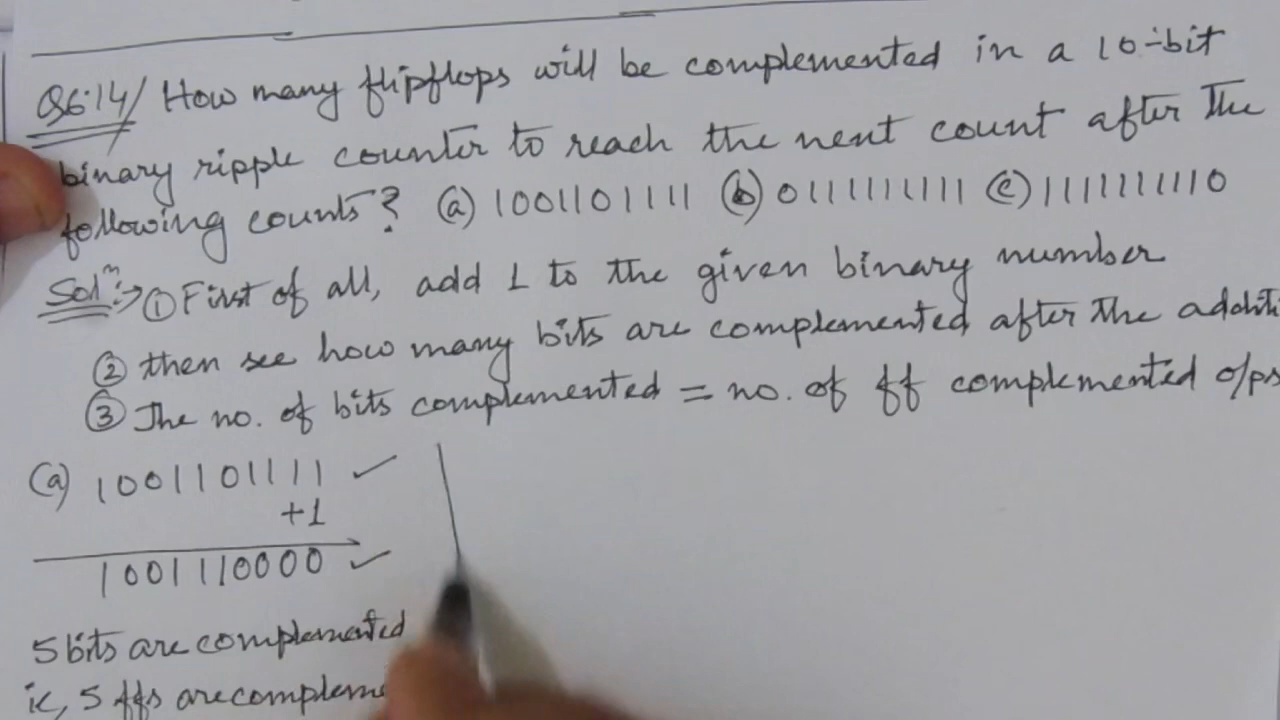 Q6.14/ How many flipflops will be complemented in a 10-bit
binary ripple counter to reach the next count after the
following counts? (a) 1001101111 (b) 0111111111 (c) 1111111110
Solⁿ:→ ① First of all, add 1 to the given binary number
② then see how many bits are complemented after the additi
③ The no. of bits complemented = no. of ff complemented o/ps
(a) 1001101111 ✓
+1
1001110000 ✓
5 bits are complemented
ie, 5 ffs are complem